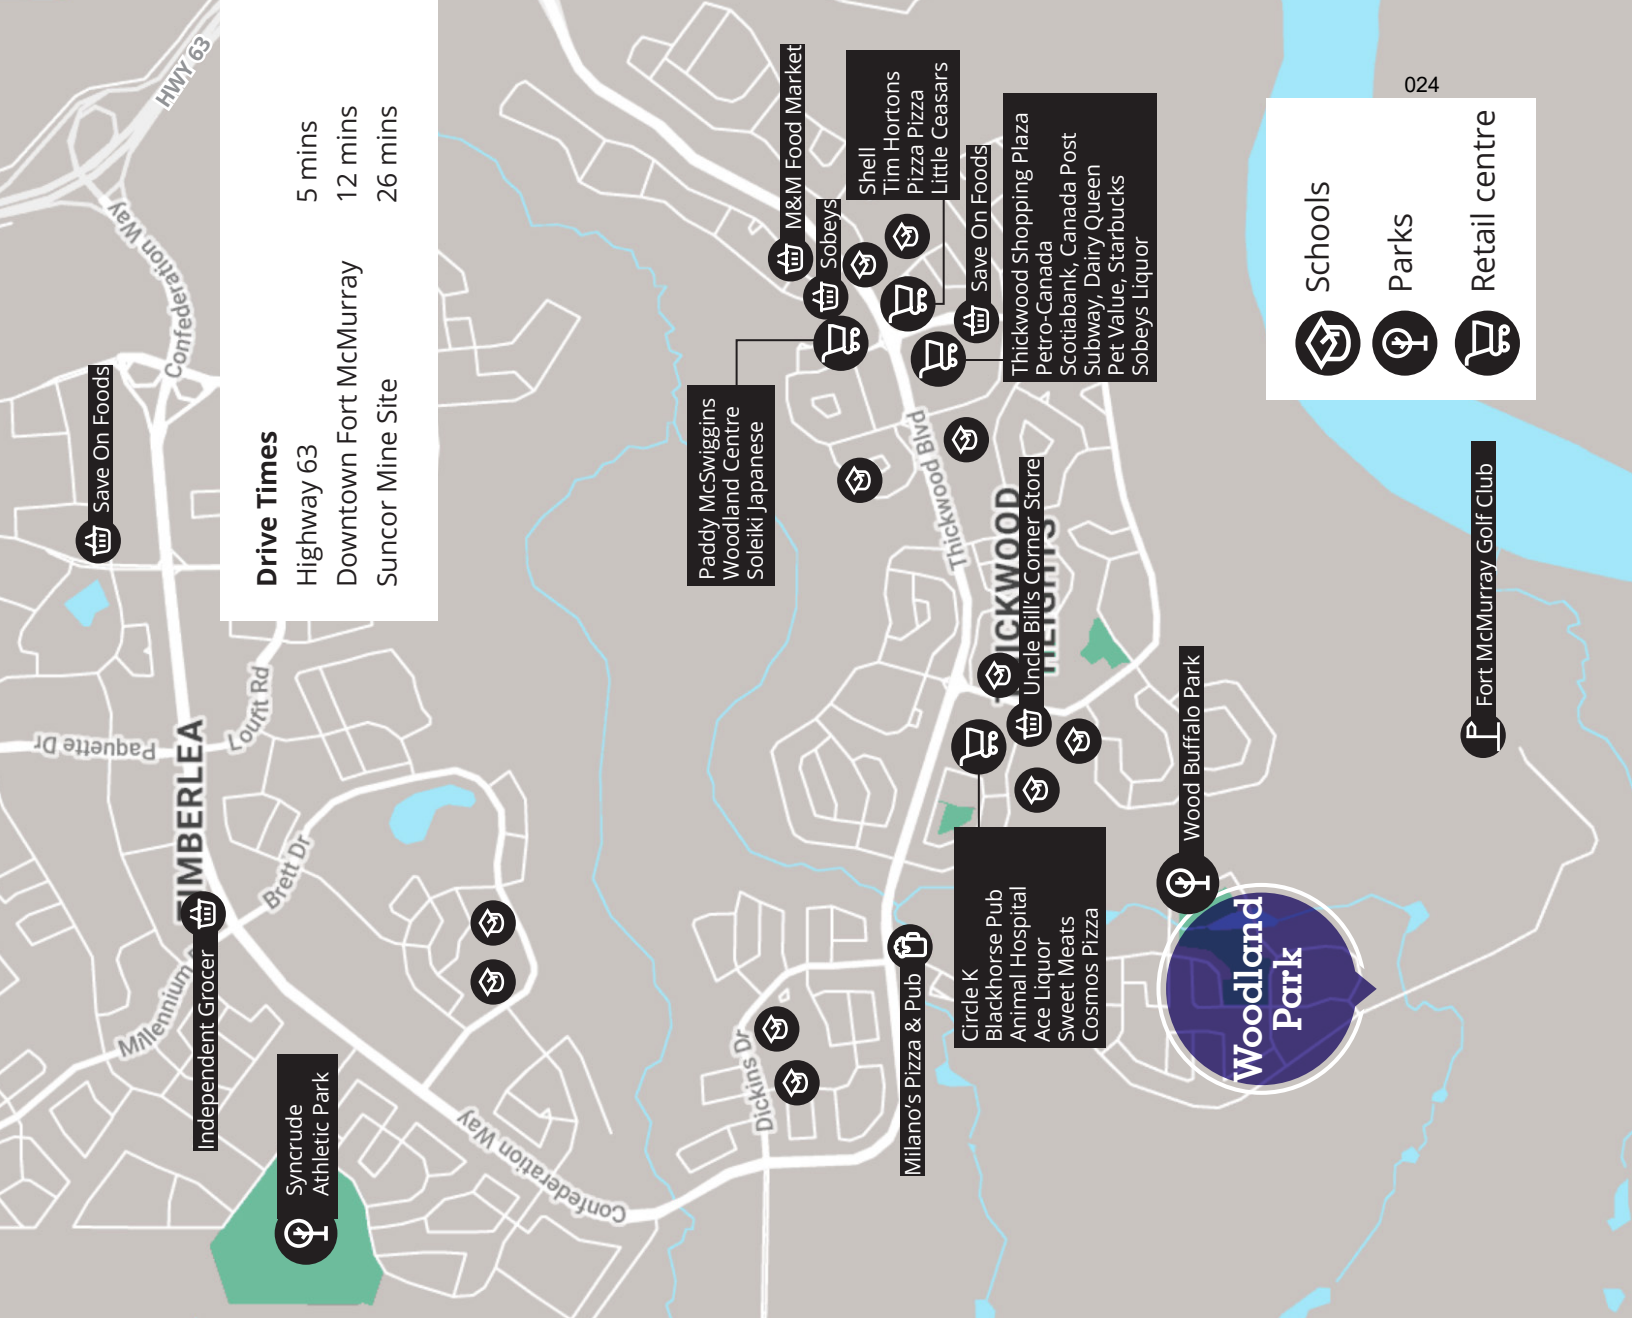 HWY 63
Confederation Way
Save On Foods
Drive Times
Highway 63 5 mins
Downtown Fort McMurray 12 mins
Suncor Mine Site 26 mins
Paquette Dr
Lounit Rd
TIMBERLEA
Brett Dr
Millennium
Independent Grocer
Syncrude
Athletic Park
Confederation Way
Dickins Dr
M&M Food Market
Sobeys
Shell
Tim Hortons
Pizza Pizza
Little Ceasars
Save On Foods
Thickwood Shopping Plaza
Petro-Canada
Scotiabank, Canada Post
Subway, Dairy Queen
Pet Value, Starbucks
Sobeys Liquor
Paddy McSwiggins
Woodland Centre
Soleiki Japanese
Thickwood Blvd
THICKWOOD
HEIGHTS
Uncle Bill's Corner Store
Circle K
Blackhorse Pub
Animal Hospital
Ace Liquor
Sweet Meats
Cosmos Pizza
Milano's Pizza & Pub
Wood Buffalo Park
Woodland
Park
Fort McMurray Golf Club
Schools
Parks
Retail centre
024